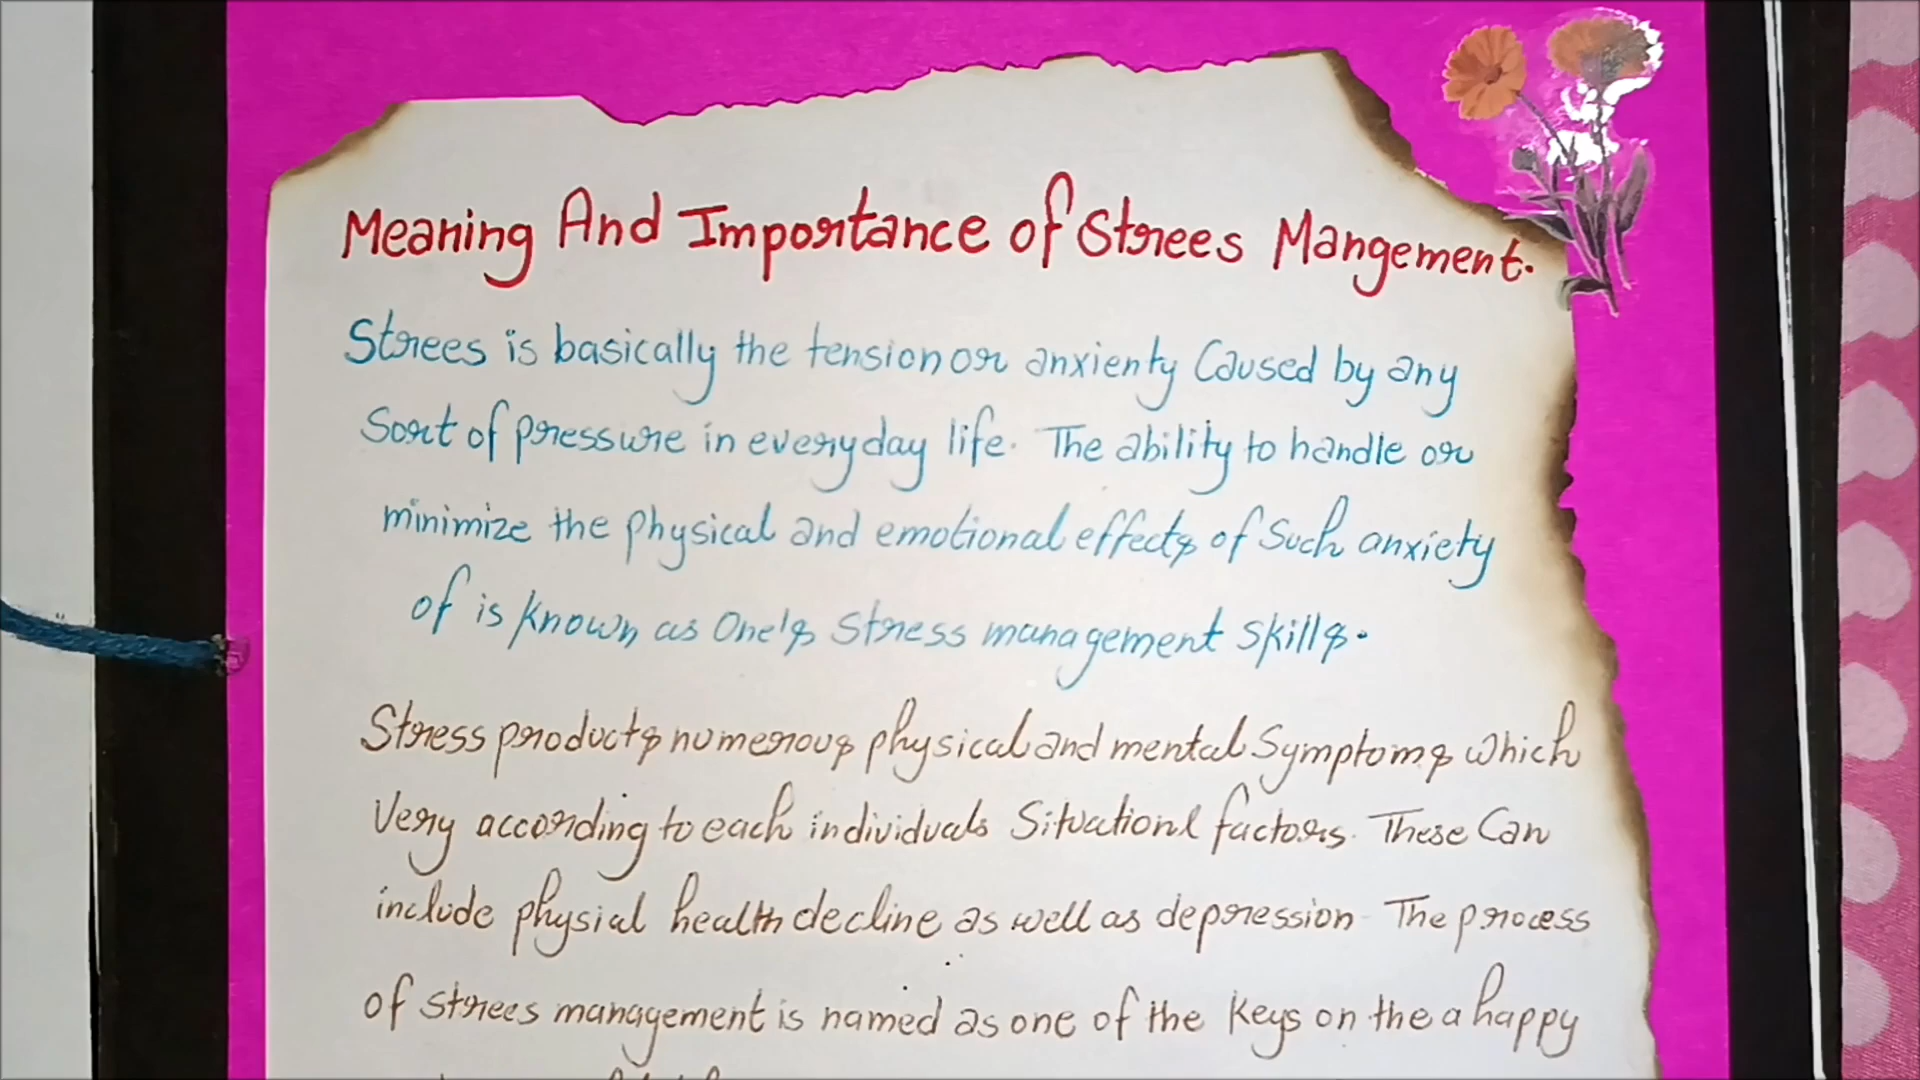 Meaning And Importance of Strees Mangement.
Strees is basically the tension or anxienty Caused by any
Sort of pressure in everyday life. The ability to handle or
minimize the physical and emotional effects of Such anxiety
of is known as One's Stress management skills.
Stress products numerous physical and mental Symptoms which
Very according to each individuals Situationl factors. These Can
include physial health decline as well as depression The process
of strees management is named as one of the Keys on the a happy